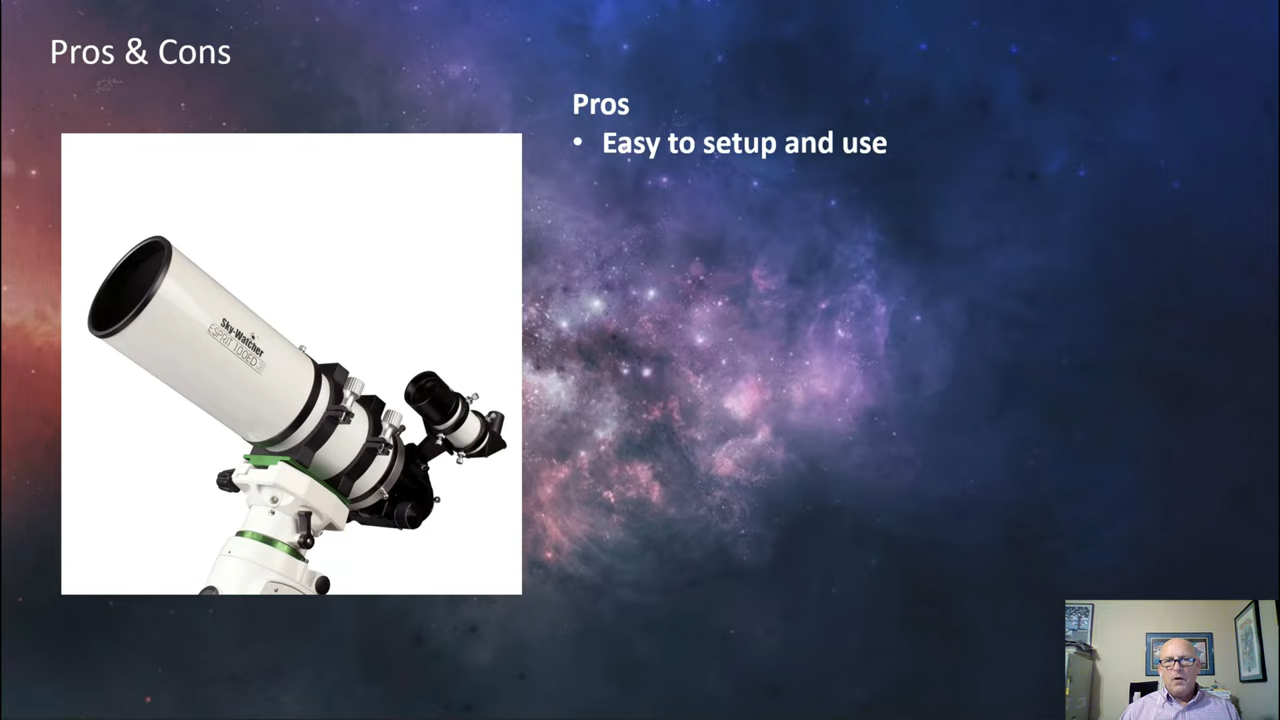 Pros & Cons
Pros
• Easy to setup and use
Sky-Watcher
ESPRIT 100ED